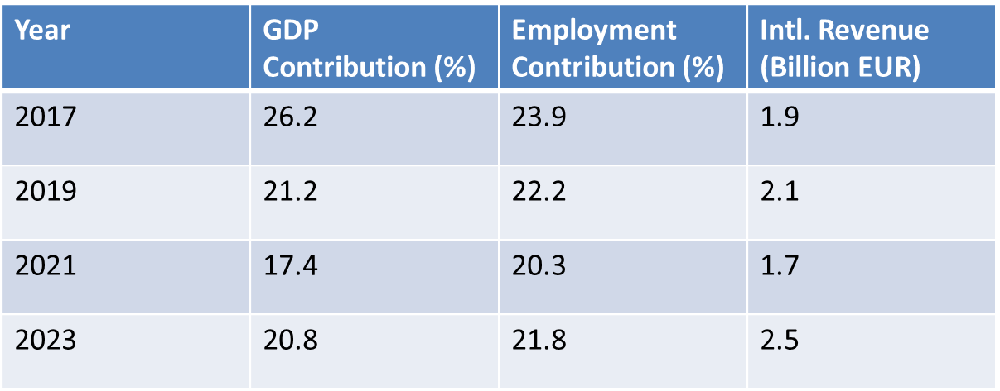 Year GDP Contribution (%) Employment Contribution (%) Intl. Revenue (Billion EUR)
2017 26.2 23.9 1.9
2019 21.2 22.2 2.1
2021 17.4 20.3 1.7
2023 20.8 21.8 2.5